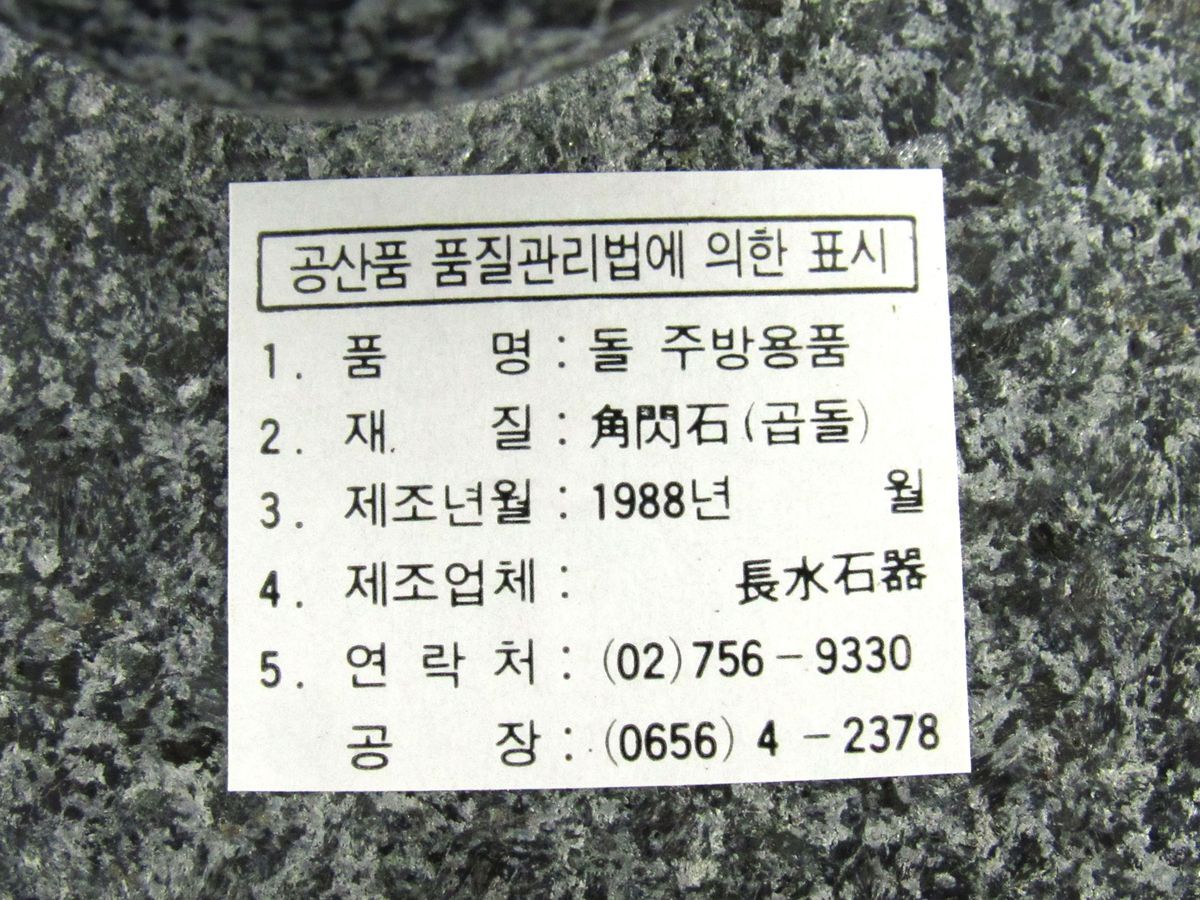 공산품 품질관리법에 의한 표시
1. 품 명 : 돌 주방용품
2. 재 질 : 角閃石(곱돌)
3. 제조년월 : 1988년 월
4. 제조업체 : 長水石器
5. 연 락 처 : (02)756-9330
공 장 : (0656) 4-2378